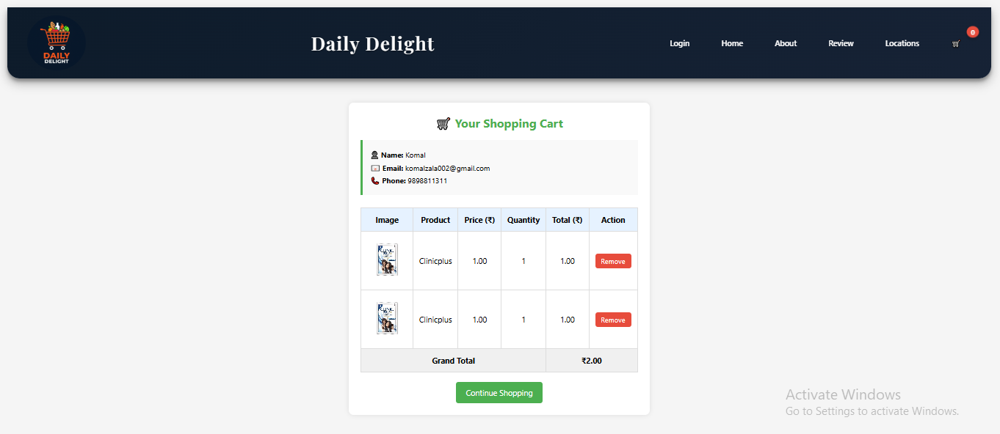 DAILY
DELIGHT
Daily Delight
Login Home About Review Locations 0
Your Shopping Cart
Name: Komal
Email: komalzala002@gmail.com
Phone: 9898811311
Image Product Price (₹) Quantity Total (₹) Action
Clinicplus 1.00 1 1.00 Remove
Clinicplus 1.00 1 1.00 Remove
Grand Total ₹2.00
Continue Shopping
Activate Windows
Go to Settings to activate Windows.